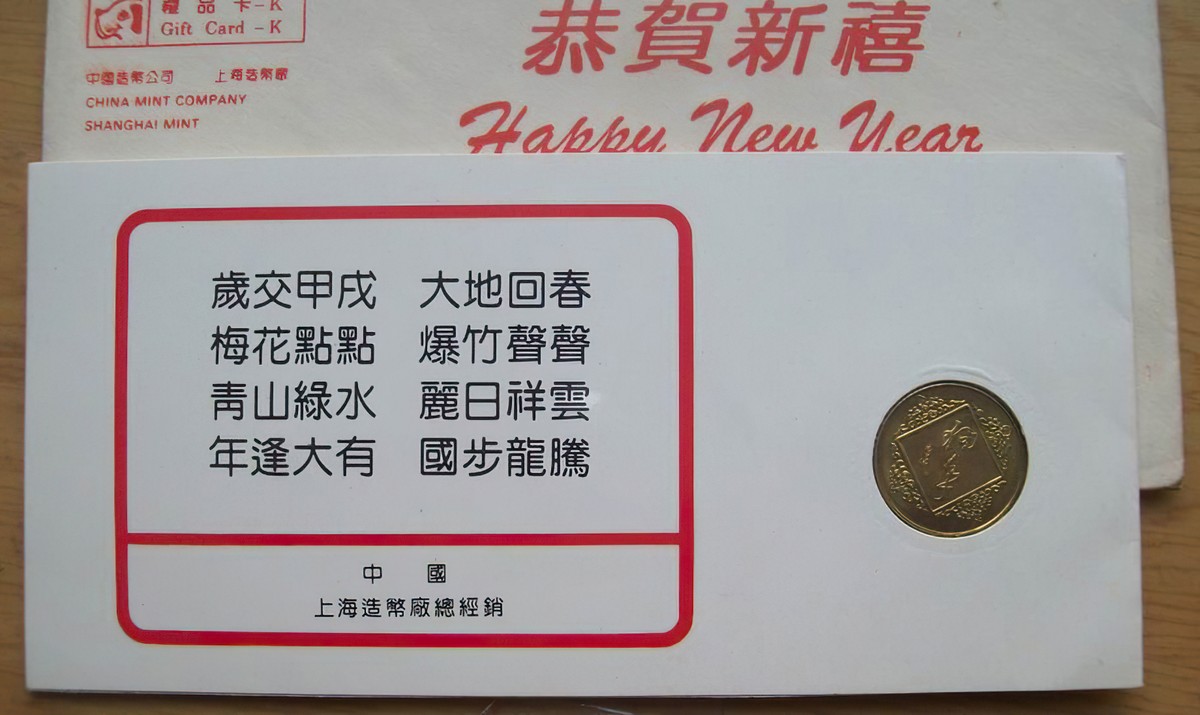 禮品卡-K
Gift Card -K
中國造幣公司 上海造幣廠
CHINA MINT COMPANY
SHANGHAI MINT
恭賀新禧
Happy New Year
歲交甲戌 大地回春
梅花點點 爆竹聲聲
青山綠水 麗日祥雲
年逢大有 國步龍騰
中 國
上海造幣廠總經銷
狗年